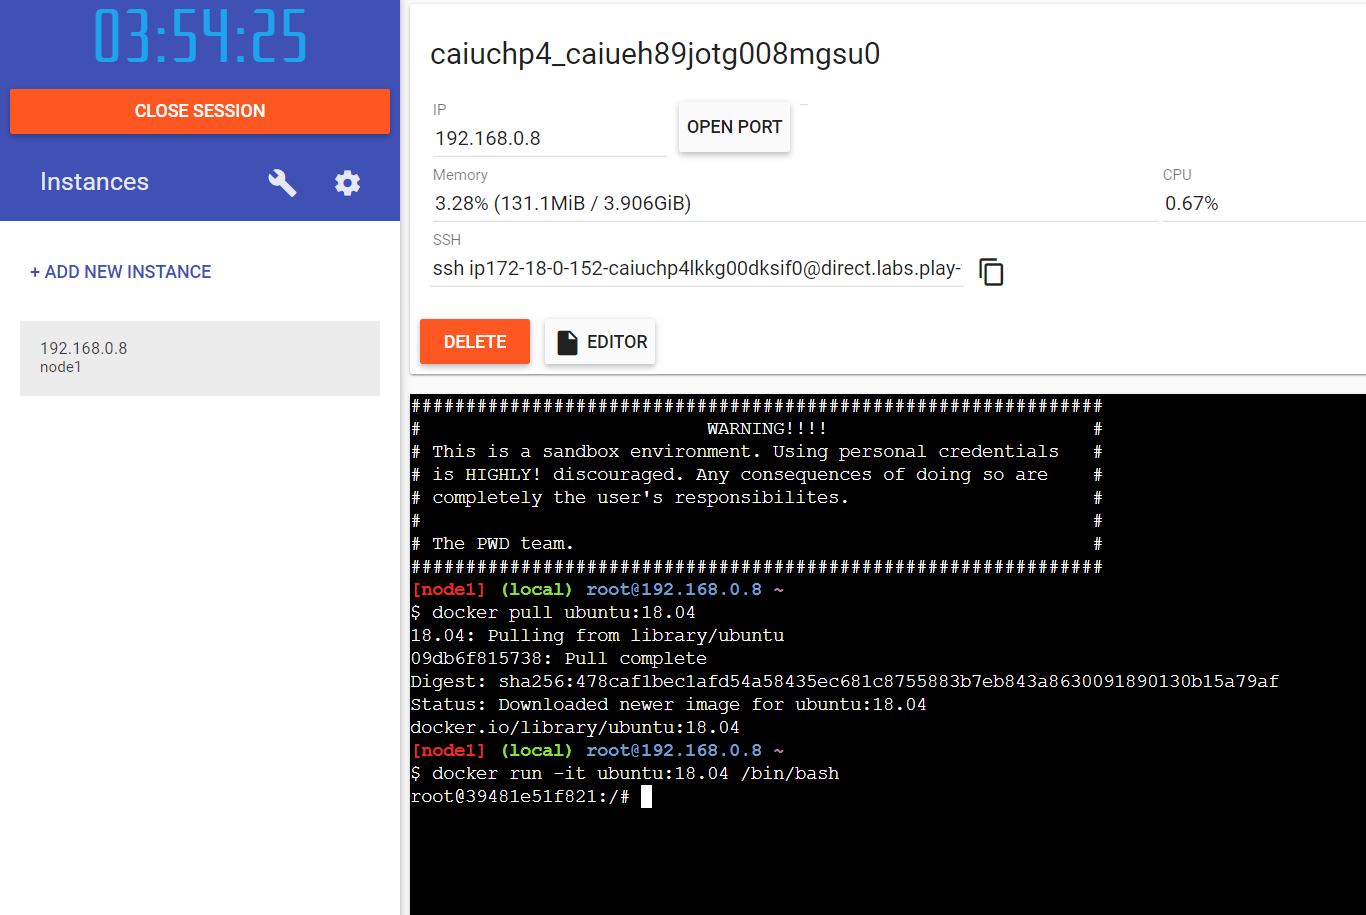 03:54:25
CLOSE SESSION
Instances
+ ADD NEW INSTANCE
192.168.0.8
node1
caiuchp4_caiueh89jotg008mgsu0
IP
192.168.0.8
OPEN PORT
Memory
3.28% (131.1MiB / 3.906GiB)
CPU
0.67%
SSH
ssh ip172-18-0-152-caiuchp4lkkg00dksif0@direct.labs.play-
DELETE
EDITOR
###############################################################
#                          WARNING!!!!                        #
# This is a sandbox environment. Using personal credentials   #
# is HIGHLY! discouraged. Any consequences of doing so are    #
# completely the user's responsibilites.                      #
#                                                             #
# The PWD team.                                               #
###############################################################
[node1] (local) root@192.168.0.8 ~
$ docker pull ubuntu:18.04
18.04: Pulling from library/ubuntu
09db6f815738: Pull complete
Digest: sha256:478caf1bec1afd54a58435ec681c8755883b7eb843a8630091890130b15a79af
Status: Downloaded newer image for ubuntu:18.04
docker.io/library/ubuntu:18.04
[node1] (local) root@192.168.0.8 ~
$ docker run -it ubuntu:18.04 /bin/bash
root@39481e51f821:/#